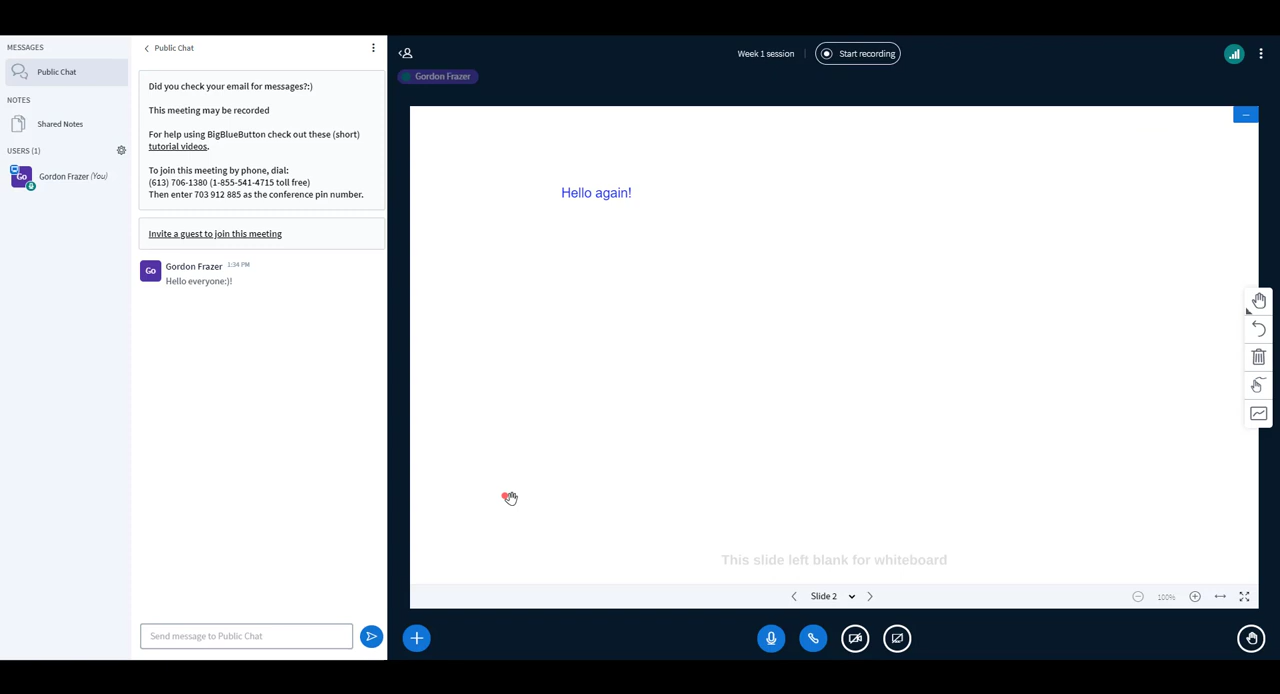 MESSAGES
Public Chat
NOTES
Shared Notes
USERS (1)
Go
Gordon Frazer (You)
Public Chat
Did you check your email for messages?:)
This meeting may be recorded
For help using BigBlueButton check out these (short)
tutorial videos.
To join this meeting by phone, dial:
(613) 706-1380 (1-855-541-4715 toll free)
Then enter 703 912 885 as the conference pin number.
Invite a guest to join this meeting
Go
Gordon Frazer 1:34 PM
Hello everyone:)!
Send message to Public Chat
Week 1 session
Start recording
Gordon Frazer
Hello again!
This slide left blank for whiteboard
Slide 2
100%